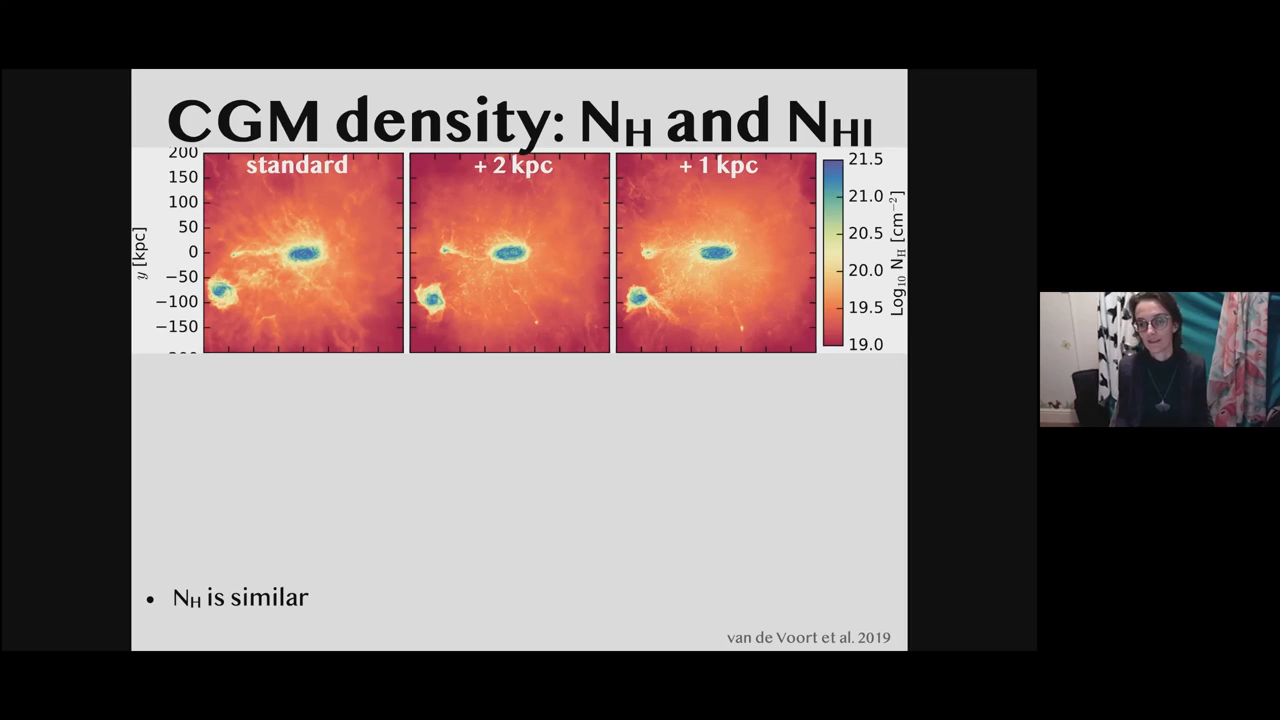 CGM density: NH and NHI
standard
+ 2 kpc
+ 1 kpc
200
150
100
50
0
−50
−100
−150
y [kpc]
21.5
21.0
20.5
20.0
19.5
19.0
Log10 NH [cm−2]
• NH is similar
van de Voort et al. 2019